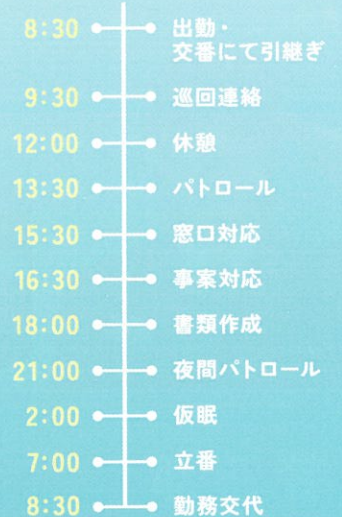 8:30 出勤・
交番にて引継ぎ
9:30 巡回連絡
12:00 休憩
13:30 パトロール
15:30 窓口対応
16:30 事案対応
18:00 書類作成
21:00 夜間パトロール
2:00 仮眠
7:00 立番
8:30 勤務交代